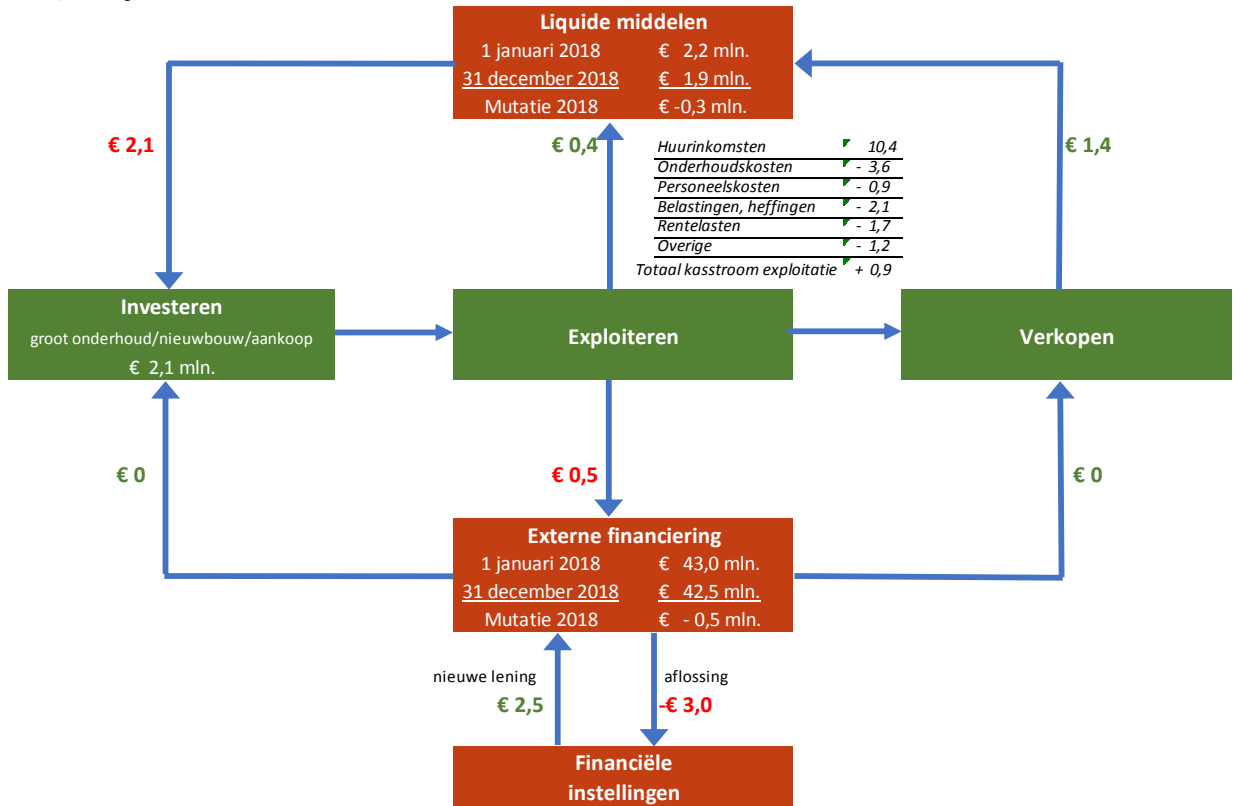 Liquide middelen
1 januari 2018 € 2,2 mln.
31 december 2018 € 1,9 mln.
Mutatie 2018 € -0,3 mln.
€ 2,1
€ 0,4
€ 1,4
Huurinkomsten 10,4
Onderhoudskosten - 3,6
Personeelskosten - 0,9
Belastingen, heffingen - 2,1
Rentelasten - 1,7
Overige - 1,2
Totaal kasstroom exploitatie + 0,9
Investeren
groot onderhoud/nieuwbouw/aankoop
€ 2,1 mln.
Exploiteren
Verkopen
€ 0
€ 0,5
€ 0
Externe financiering
1 januari 2018 € 43,0 mln.
31 december 2018 € 42,5 mln.
Mutatie 2018 € - 0,5 mln.
nieuwe lening
€ 2,5
aflossing
-€ 3,0
Financiële
instellingen